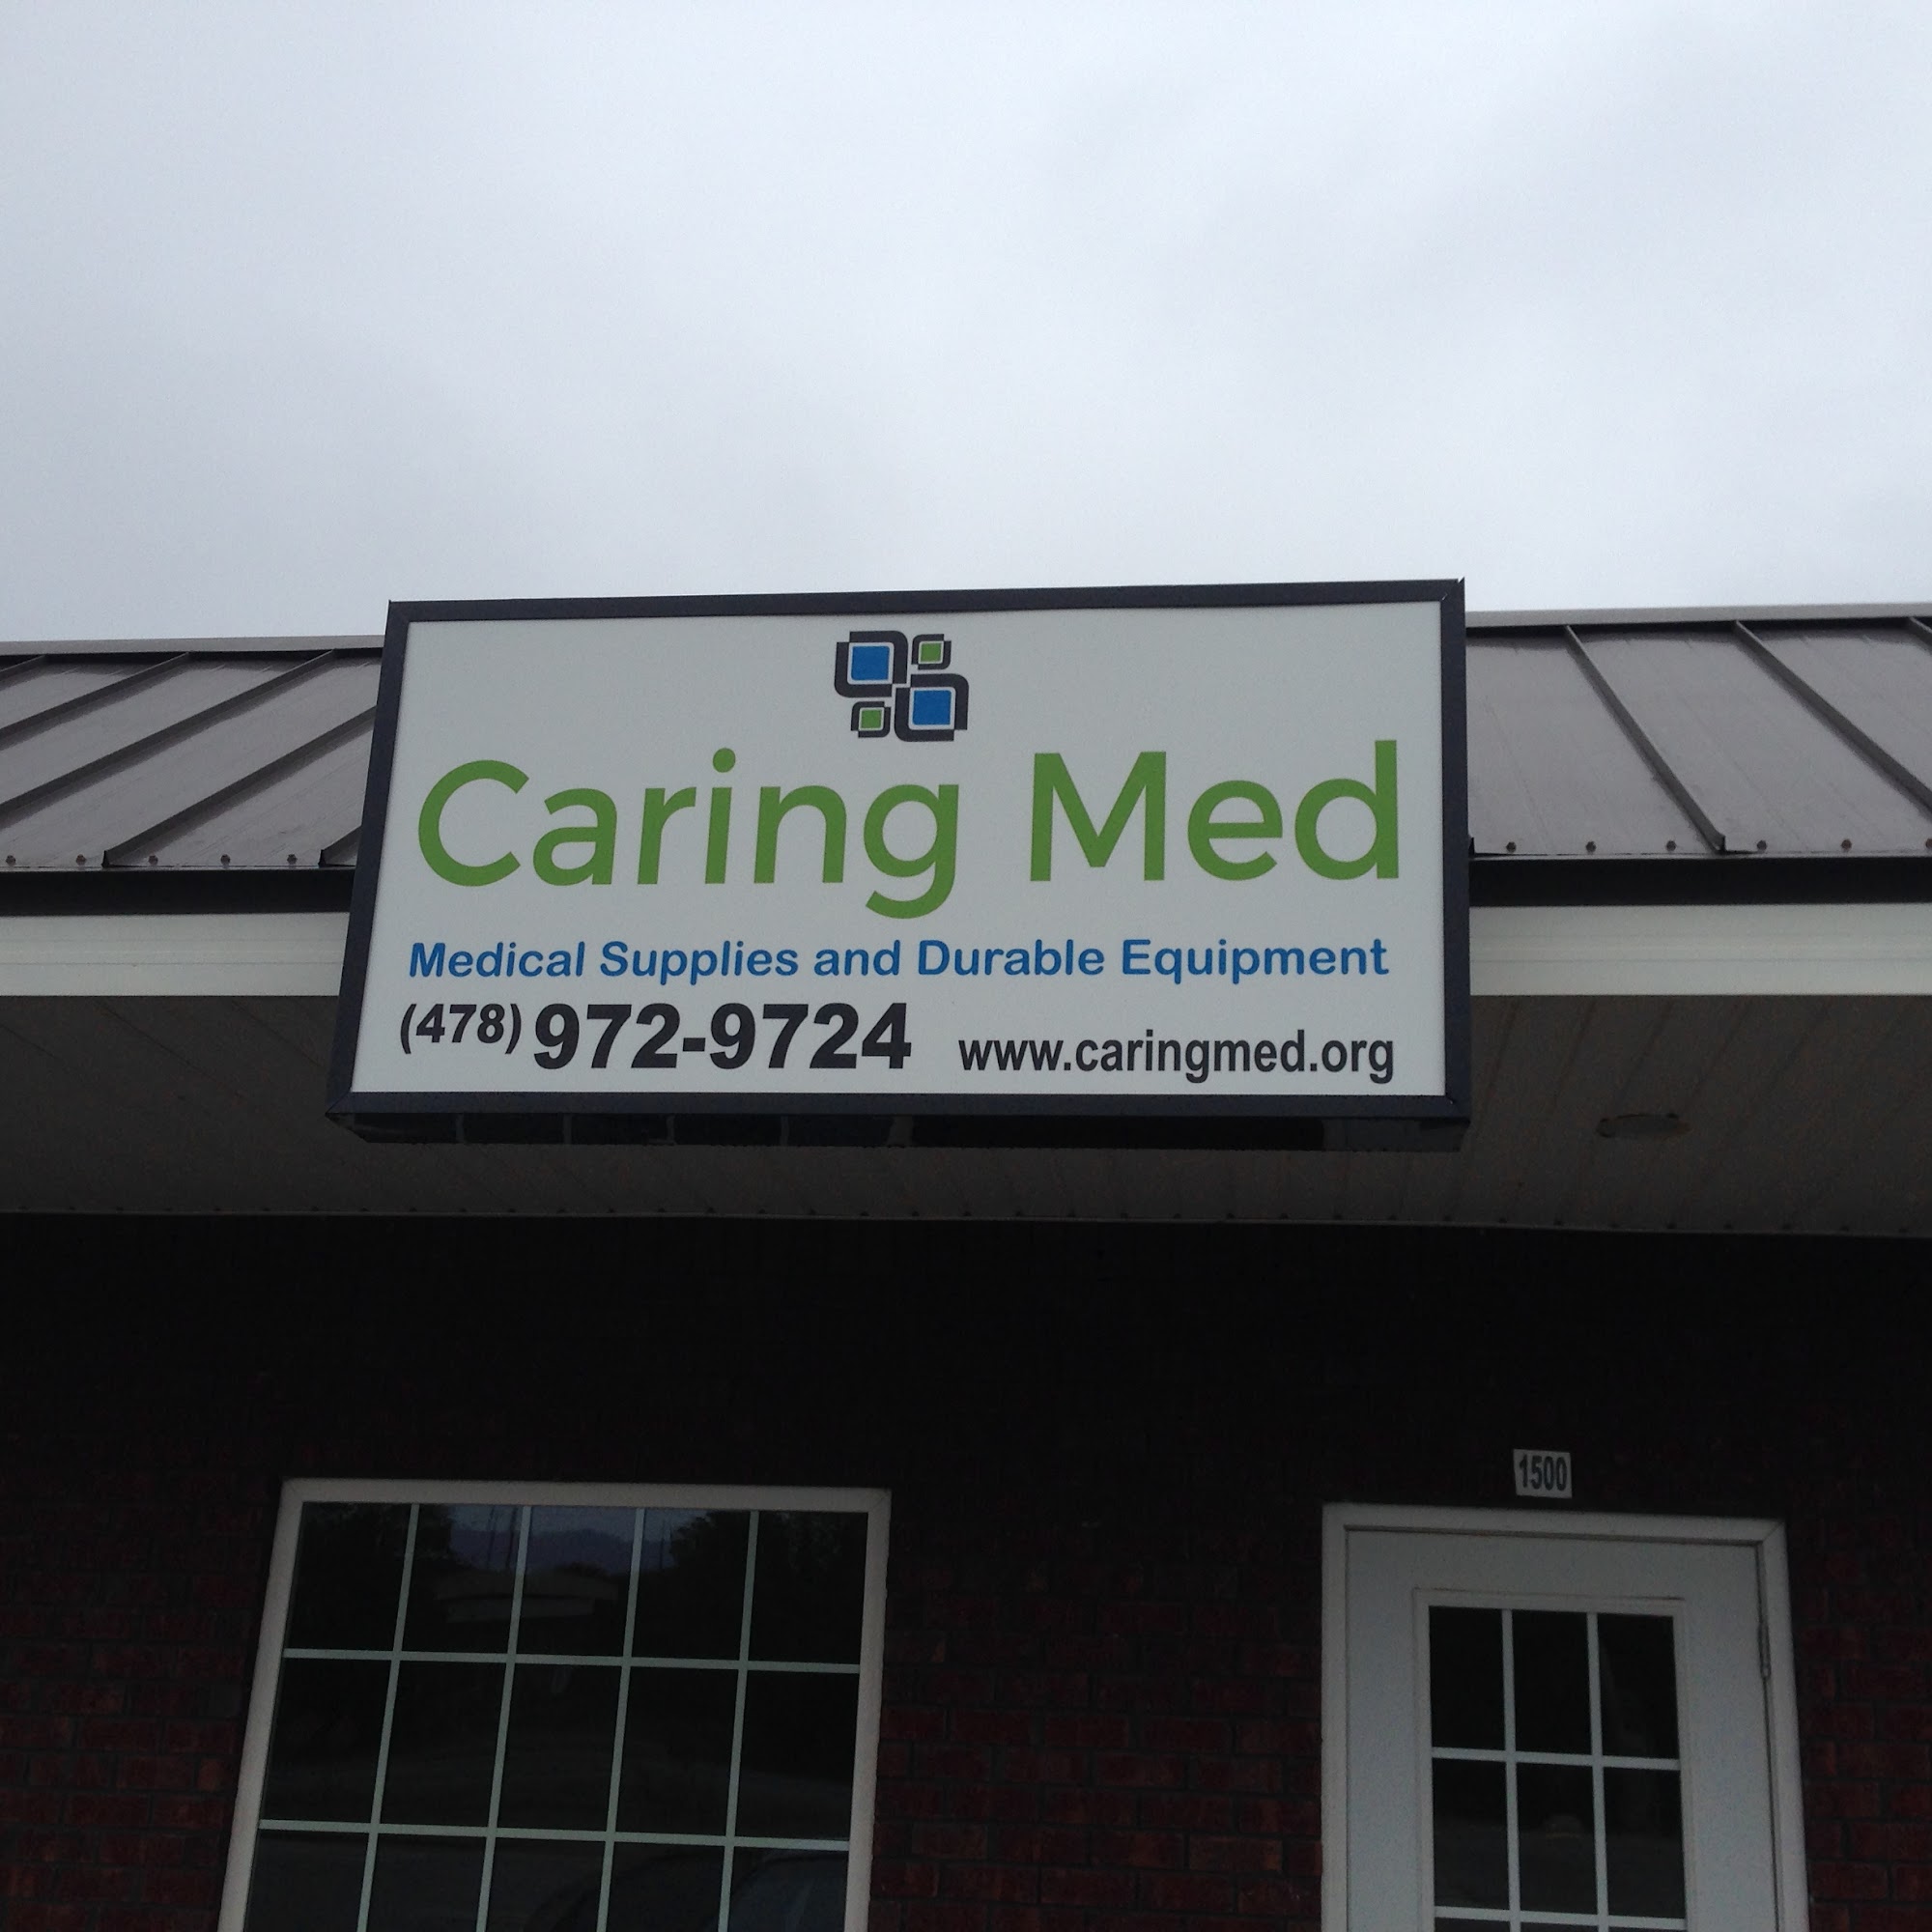 Caring Med
Medical Supplies and Durable Equipment
(478) 972-9724 www.caringmed.org
1500